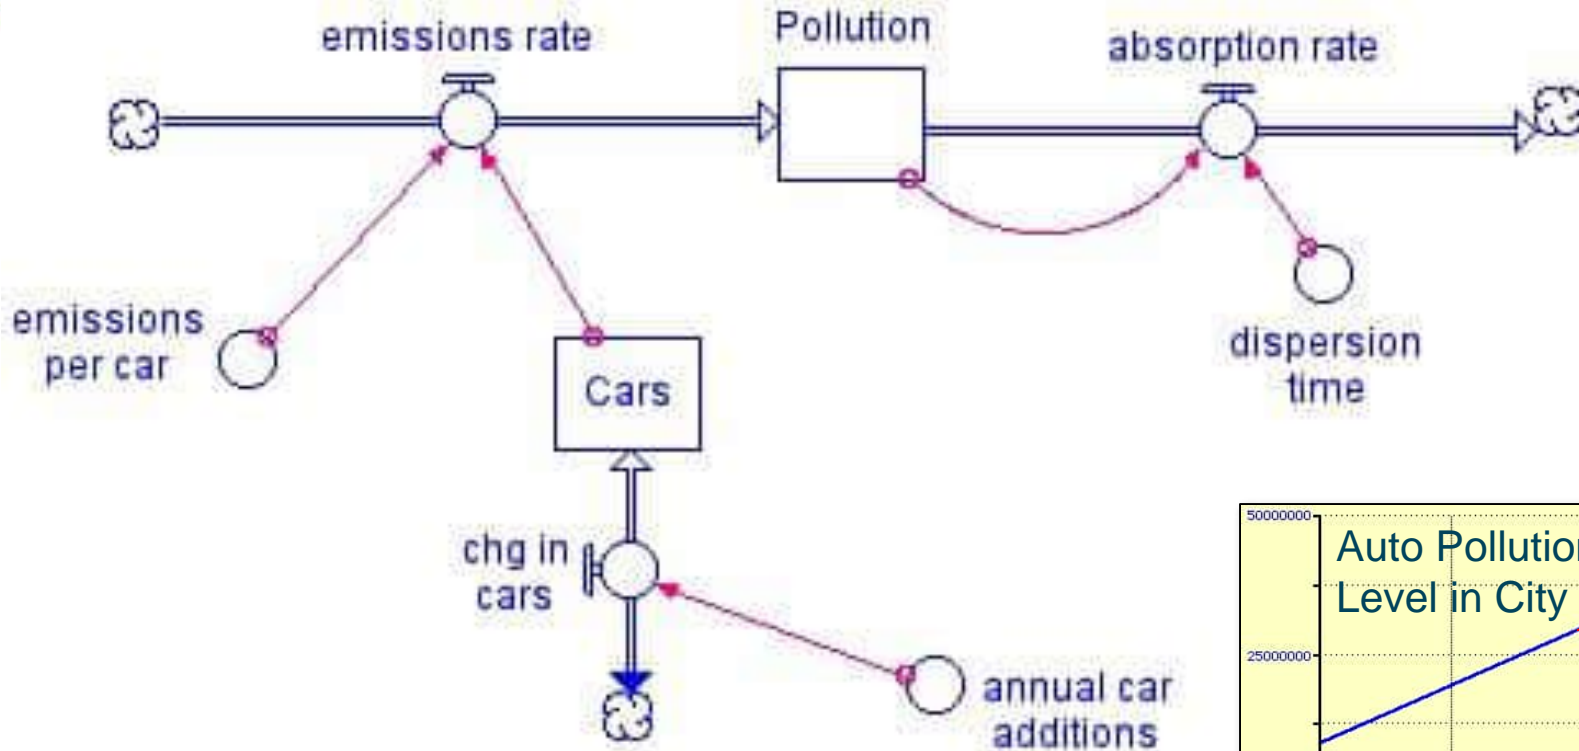 emissions rate
Pollution
absorption rate
emissions
per car
Cars
dispersion
time
chg in
cars
annual car
additions
50000000
Auto Pollution
Level in City
25000000